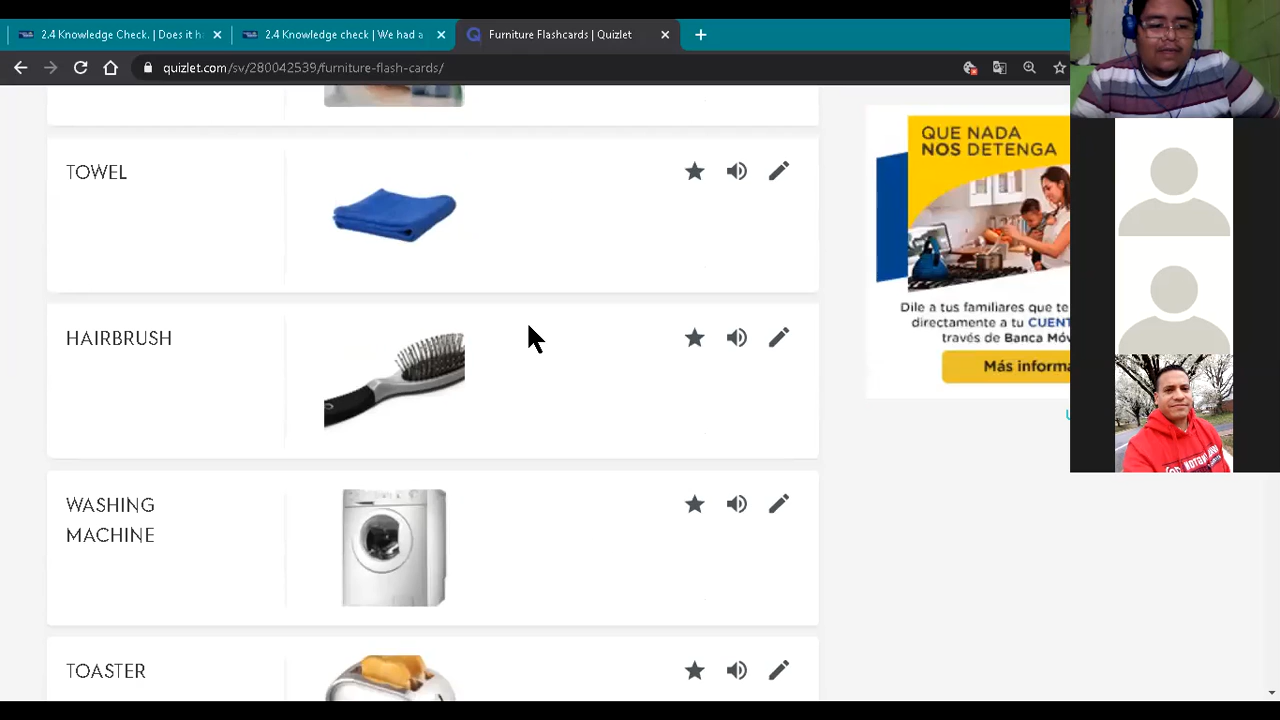 2.4 Knowledge Check. | Does it h
2.4 Knowledge check | We had a
Furniture Flashcards | Quizlet
quizlet.com/sv/280042539/furniture-flash-cards/
TOWEL
HAIRBRUSH
WASHING
MACHINE
TOASTER
QUE NADA
NOS DETENGA
Dile a tus familiares que te
directamente a tu CUENT
través de Banca Móv
Más informa